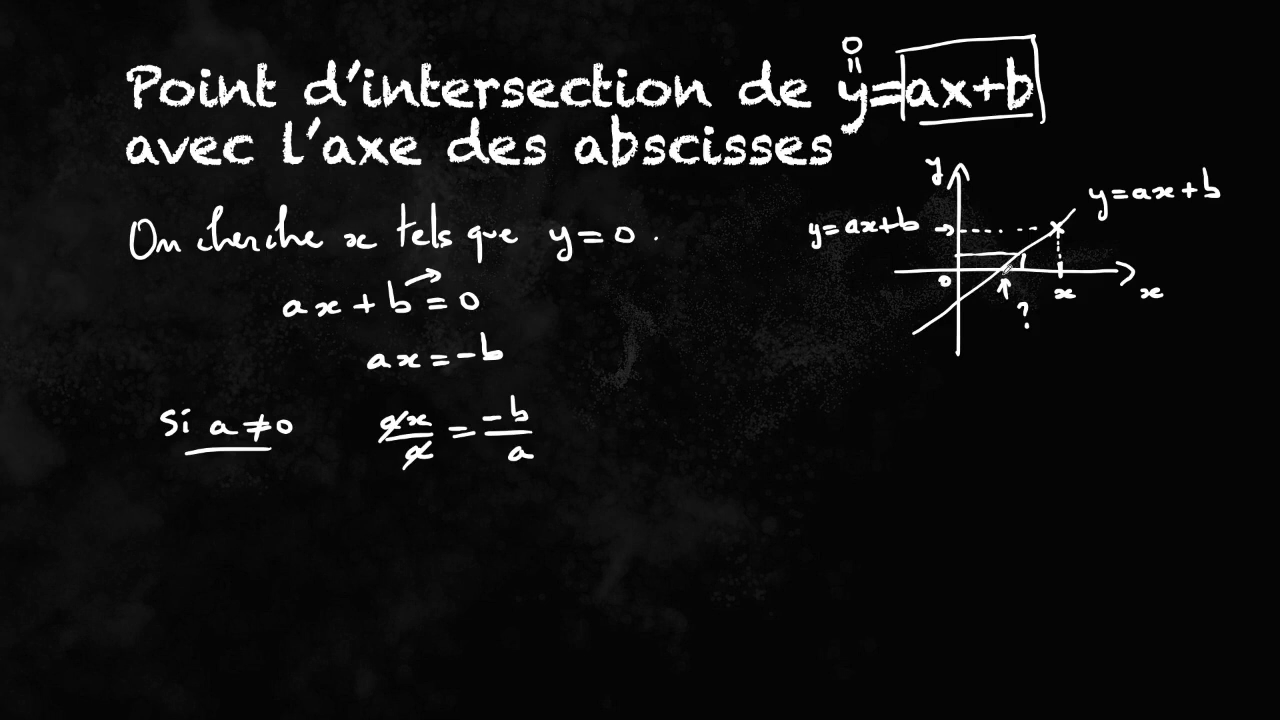 Point d'intersection de y=ax+b
0
=
avec l'axe des abscisses
On cherche x tels que y=0.
ax+b=0
ax=-b
Si a≠0 ax/a = -b/a
y
y=ax+b
y=ax+b
0
x
x
?